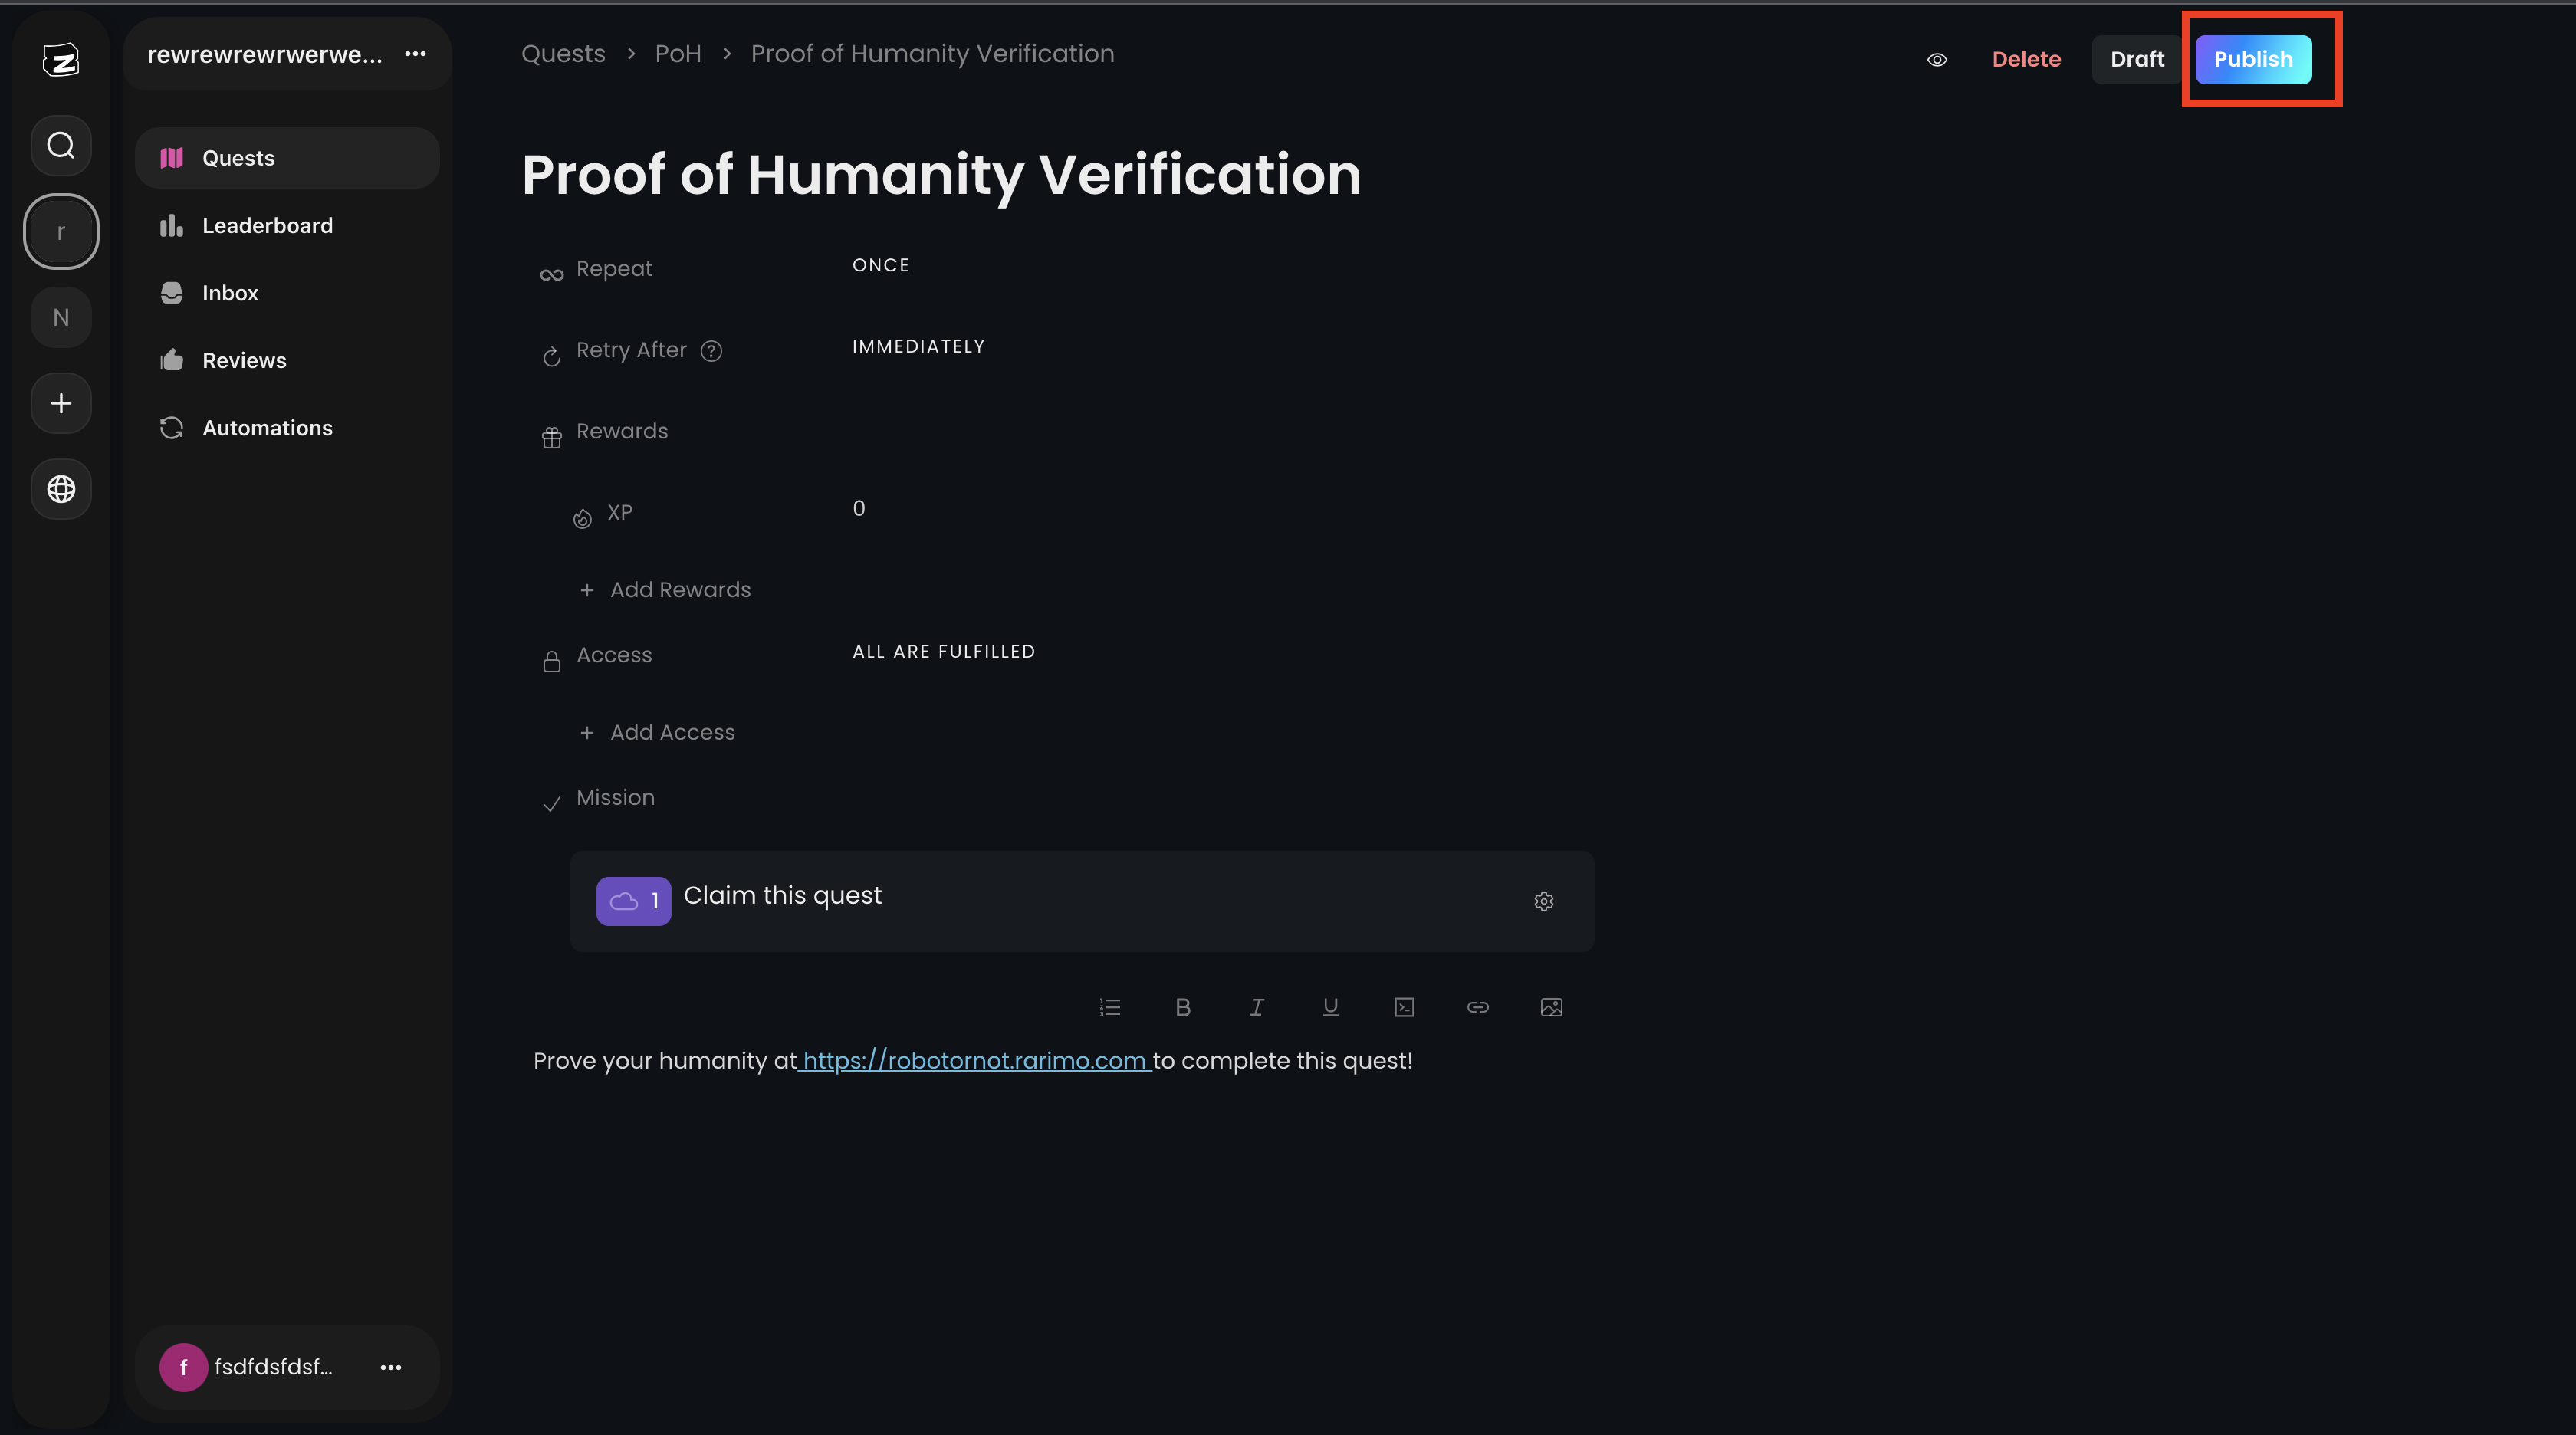 rewrewrewrwerwe...
Quests
Leaderboard
Inbox
Reviews
Automations
r
N
f
fsdfdsfdsf...
Quests > PoH > Proof of Humanity Verification
Delete
Draft
Publish
Proof of Humanity Verification
Repeat ONCE
Retry After ? IMMEDIATELY
Rewards
XP 0
+ Add Rewards
Access ALL ARE FULFILLED
+ Add Access
Mission
1 Claim this quest
B I U
Prove your humanity at https://robotornot.rarimo.com to complete this quest!